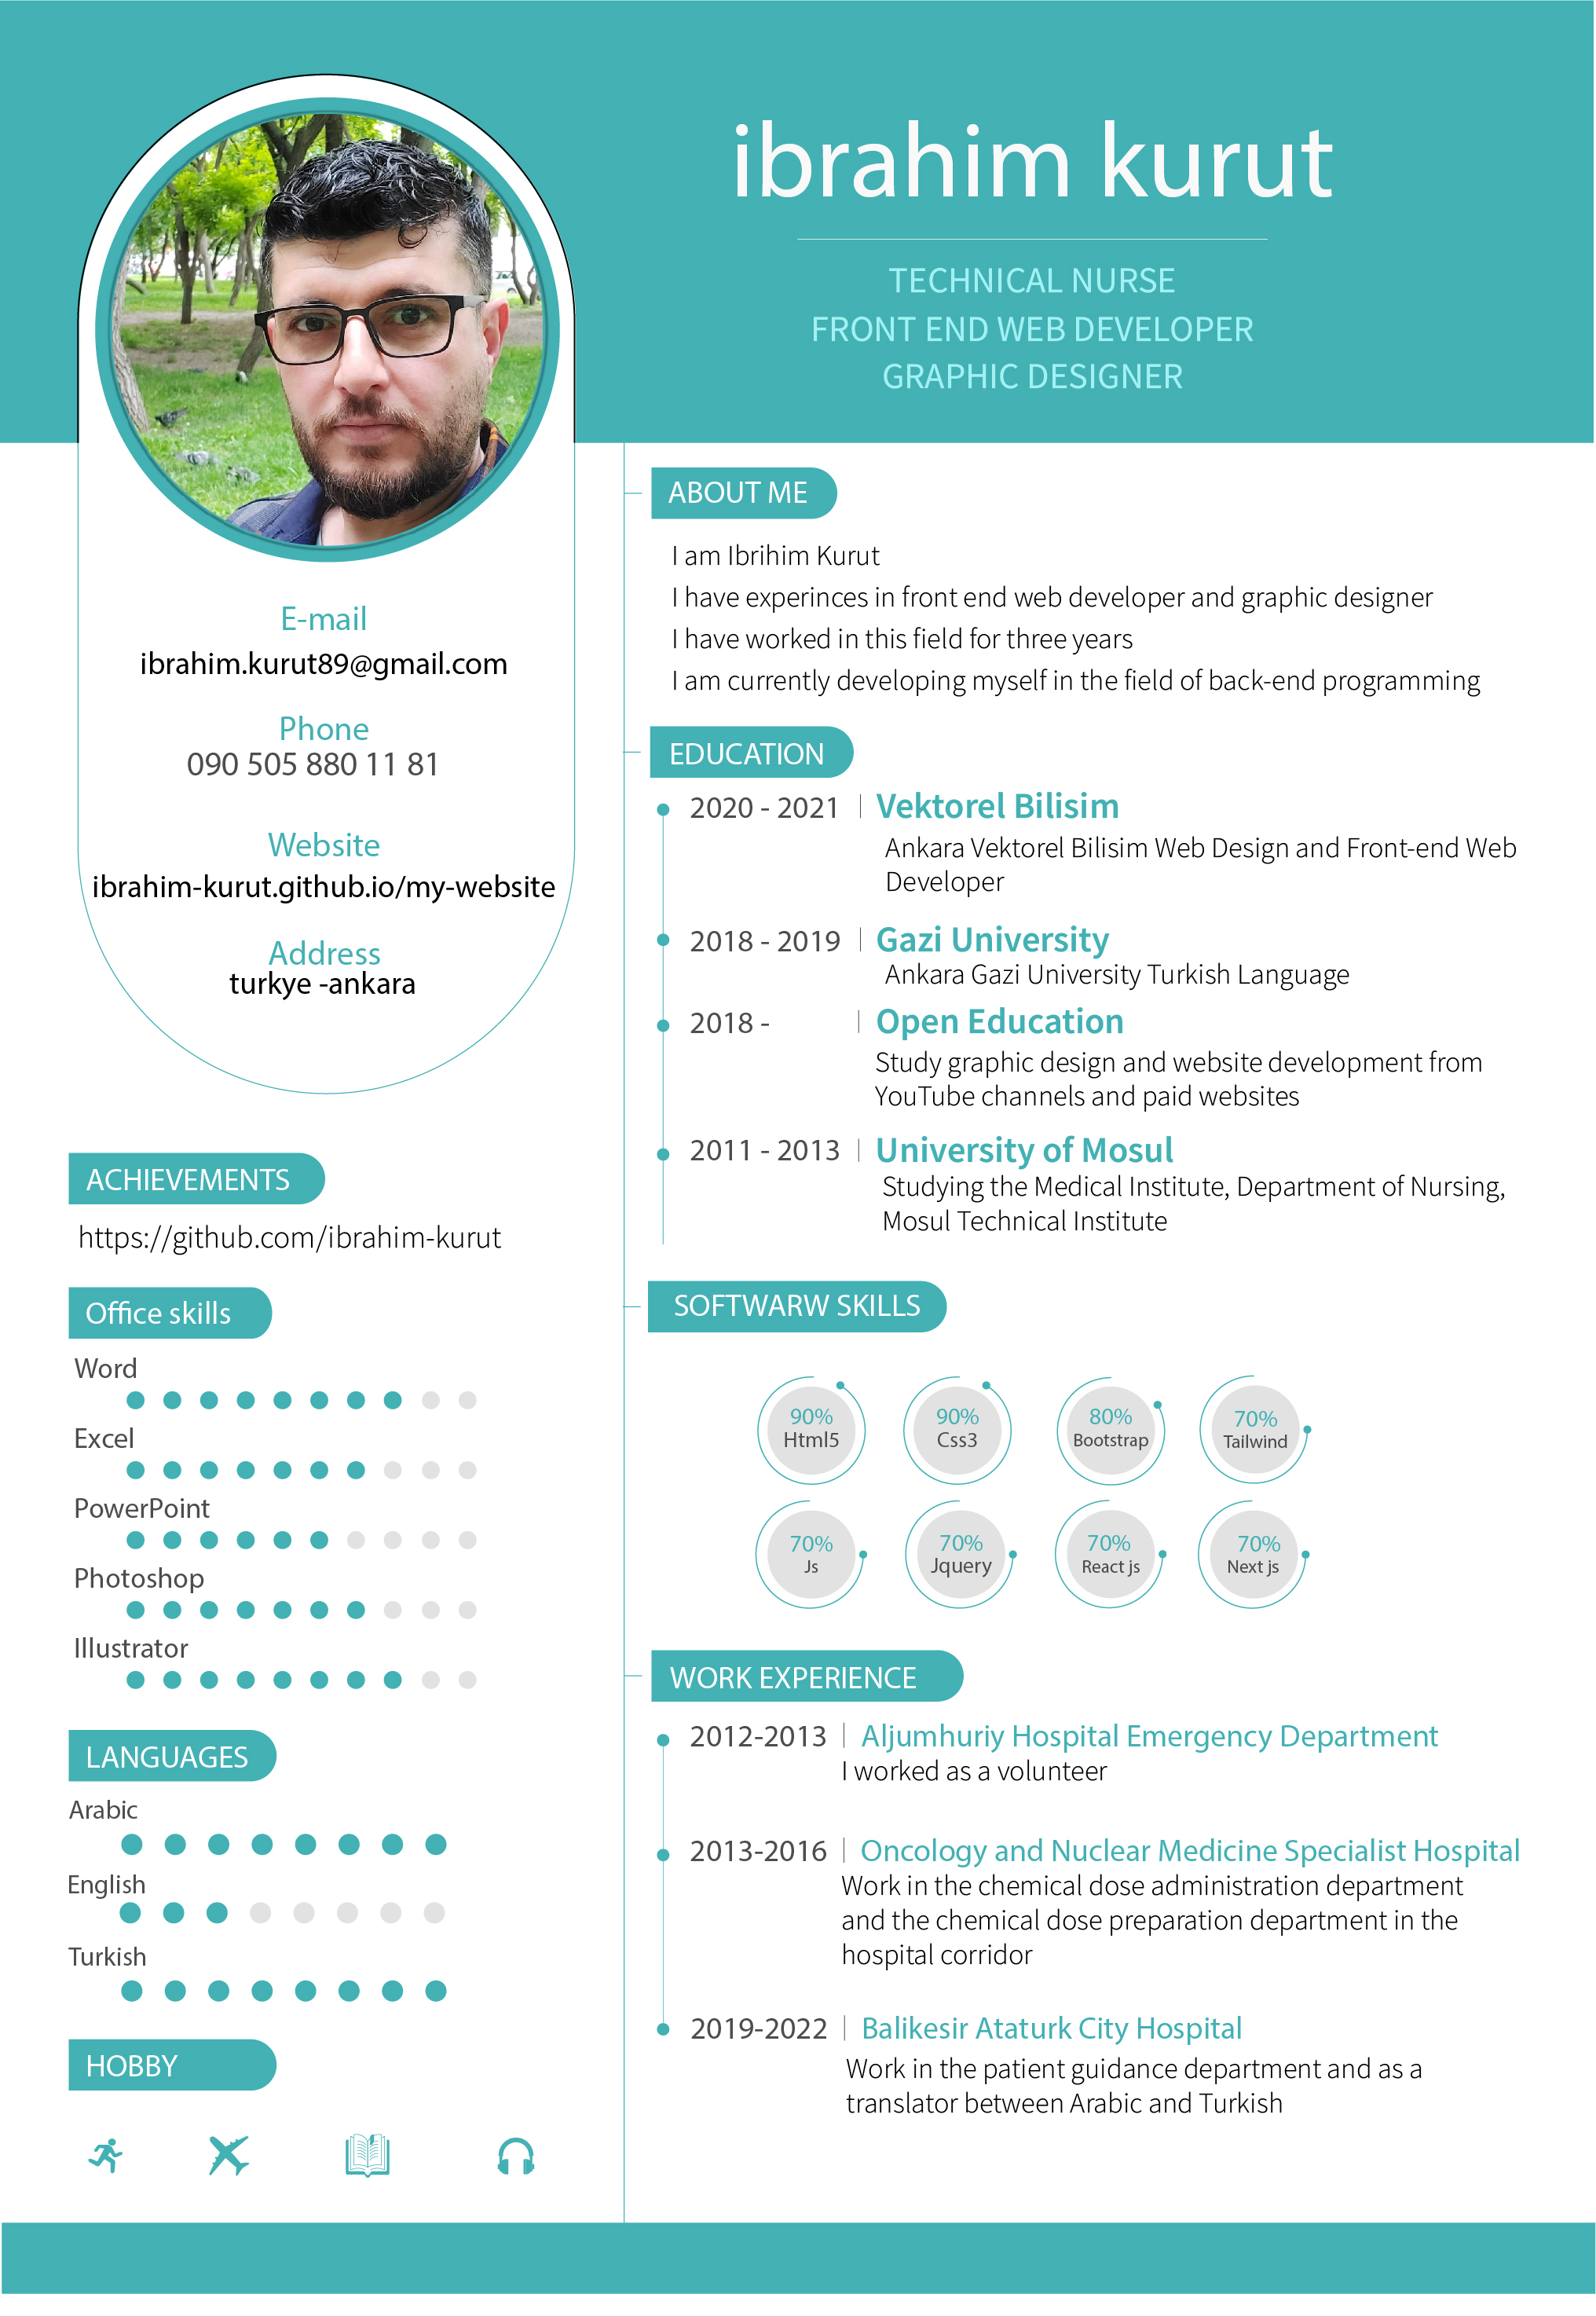 ibrahim kurut
TECHNICAL NURSE
FRONT END WEB DEVELOPER
GRAPHIC DESIGNER
E-mail
ibrahim.kurut89@gmail.com
Phone
090 505 880 11 81
Website
ibrahim-kurut.github.io/my-website
Address
turkye -ankara
ACHIEVEMENTS
https://github.com/ibrahim-kurut
Office skills
Word
Excel
PowerPoint
Photoshop
Illustrator
LANGUAGES
Arabic
English
Turkish
HOBBY
ABOUT ME
I am Ibrihim Kurut
I have experinces in front end web developer and graphic designer
I have worked in this field for three years
I am currently developing myself in the field of back-end programming
EDUCATION
2020 - 2021 | Vektorel Bilisim
Ankara Vektorel Bilisim Web Design and Front-end Web
Developer
2018 - 2019 | Gazi University
Ankara Gazi University Turkish Language
2018 - | Open Education
Study graphic design and website development from
YouTube channels and paid websites
2011 - 2013 | University of Mosul
Studying the Medical Institute, Department of Nursing,
Mosul Technical Institute
SOFTWARW SKILLS
90%
Html5
90%
Css3
80%
Bootstrap
70%
Tailwind
70%
Js
70%
Jquery
70%
React js
70%
Next js
WORK EXPERIENCE
2012-2013 | Aljumhuriy Hospital Emergency Department
I worked as a volunteer
2013-2016 | Oncology and Nuclear Medicine Specialist Hospital
Work in the chemical dose administration department
and the chemical dose preparation department in the
hospital corridor
2019-2022 | Balikesir Ataturk City Hospital
Work in the patient guidance department and as a
translator between Arabic and Turkish